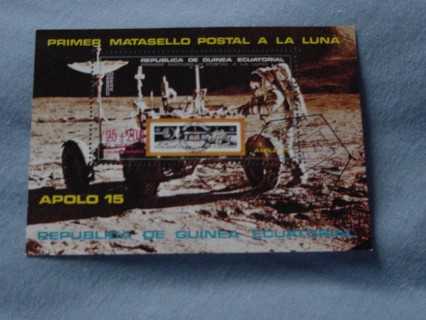 PRIMER MATASELLO POSTAL A LA LUNA
REPUBLICA DE GUINEA ECUATORIAL
APOLO 15
REPUBLICA DE GUINEA ECUATORIAL